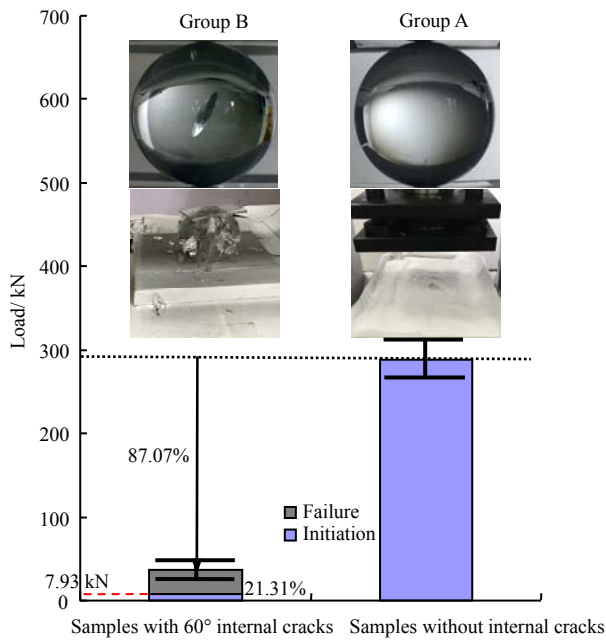 700
600
500
400
300
200
100
0
Load/ kN
Group B
Group A
87.07%
Failure
Initiation
7.93 kN
21.31%
Samples with 60° internal cracks
Samples without internal cracks